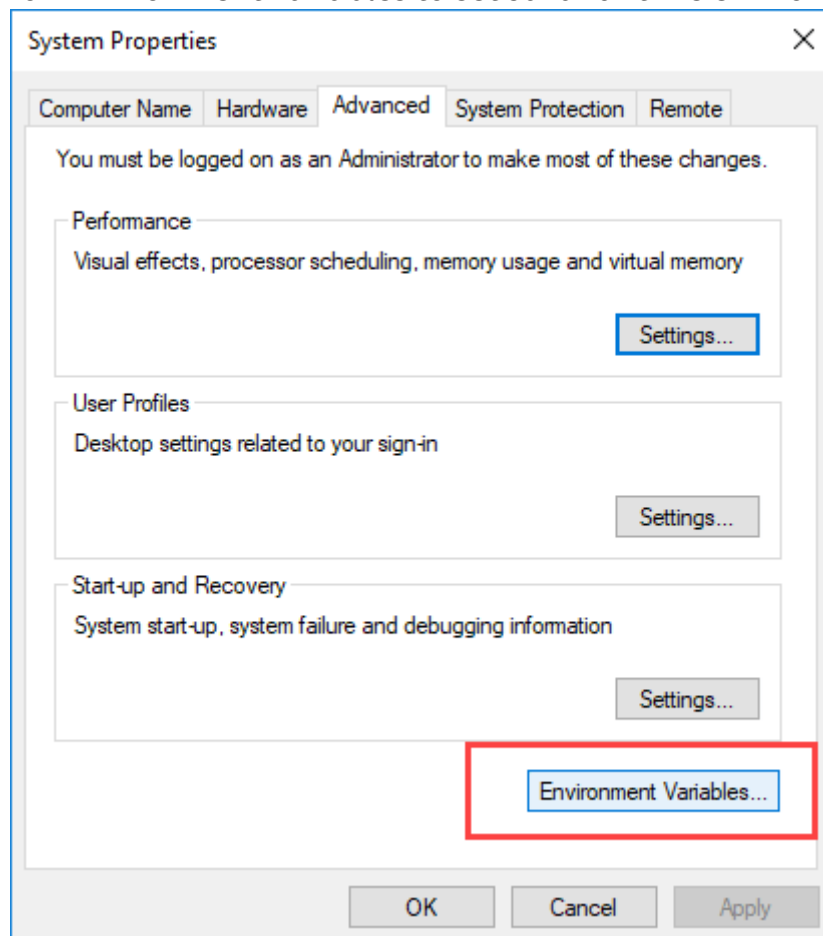 System Properties
Computer Name Hardware Advanced System Protection Remote
You must be logged on as an Administrator to make most of these changes.
Performance
Visual effects, processor scheduling, memory usage and virtual memory
Settings...
User Profiles
Desktop settings related to your sign-in
Settings...
Start-up and Recovery
System start-up, system failure and debugging information
Settings...
Environment Variables...
OK Cancel Apply